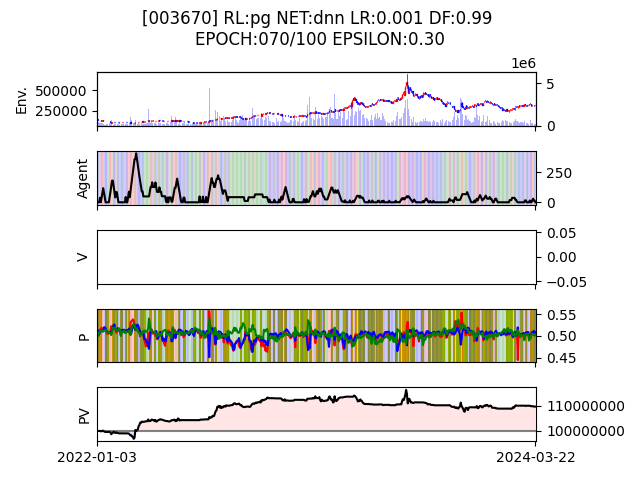 [003670] RL:pg NET:dnn LR:0.001 DF:0.99
EPOCH:070/100 EPSILON:0.30
1e6
Env.
500000
250000
5
0
Agent
250
0
V
0.05
0.00
−0.05
P
0.55
0.50
0.45
PV
110000000
100000000
2022-01-03
2024-03-22